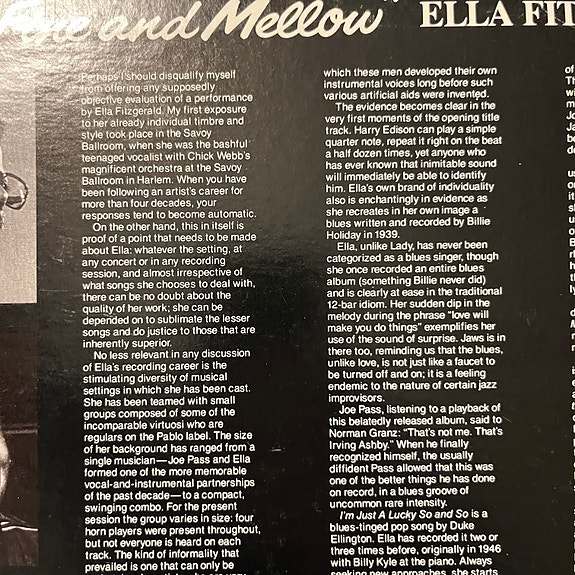 Fine and Mellow
ELLA FIT
Perhaps I should disqualify myself
from offering any supposedly
objective evaluation of a performance
by Ella Fitzgerald. My first exposure
to her already individual timbre and
style took place in the Savoy
Ballroom, when she was the bashful
teenaged vocalist with Chick Webb's
magnificent orchestra at the Savoy
Ballroom in Harlem. When you have
been following an artist's career for
more than four decades, your
responses tend to become automatic.
On the other hand, this in itself is
proof of a point that needs to be made
about Ella: whatever the setting, at
any concert or in any recording
session, and almost irrespective of
what songs she chooses to deal with,
there can be no doubt about the
quality of her work; she can be
depended on to sublimate the lesser
songs and do justice to those that are
inherently superior.
No less relevant in any discussion
of Ella's recording career is the
stimulating diversity of musical
settings in which she has been cast.
She has been teamed with small
groups composed of some of the
incomparable virtuosi who are
regulars on the Pablo label. The size
of her background has ranged from a
single musician—Joe Pass and Ella
formed one of the more memorable
vocal-and-instrumental partnerships
of the past decade—to a compact,
swinging combo. For the present
session the group varies in size: four
horn players were present throughout,
but not everyone is heard on each
track. The kind of informality that
prevailed is one that can only be
which these men developed their own
instrumental voices long before such
various artificial aids were invented.
The evidence becomes clear in the
very first moments of the opening title
track. Harry Edison can play a simple
quarter note, repeat it right on the beat
a half dozen times, yet anyone who
has ever known that inimitable sound
will immediately be able to identify
him. Ella's own brand of individuality
also is enchantingly in evidence as
she recreates in her own image a
blues written and recorded by Billie
Holiday in 1939.
Ella, unlike Lady, has never been
categorized as a blues singer, though
she once recorded an entire blues
album (something Billie never did)
and is clearly at ease in the traditional
12-bar idiom. Her sudden dip in the
melody during the phrase "love will
make you do things" exemplifies her
use of the sound of surprise. Jaws is in
there too, reminding us that the blues,
unlike love, is not just like a faucet to
be turned off and on; it is a feeling
endemic to the nature of certain jazz
improvisors.
Joe Pass, listening to a playback of
this belatedly released album, said to
Norman Granz: "That's not me. That's
Irving Ashby." When he finally
recognized himself, the usually
diffident Pass allowed that this was
one of the better things he has done
on record, in a blues groove of
uncommon rare intensity.
I'm Just A Lucky So and So is a
blues-tinged pop song by Duke
Ellington. Ella has recorded it two or
three times before, originally in 1946
with Billy Kyle at the piano. Always
seeking new approaches, she starts